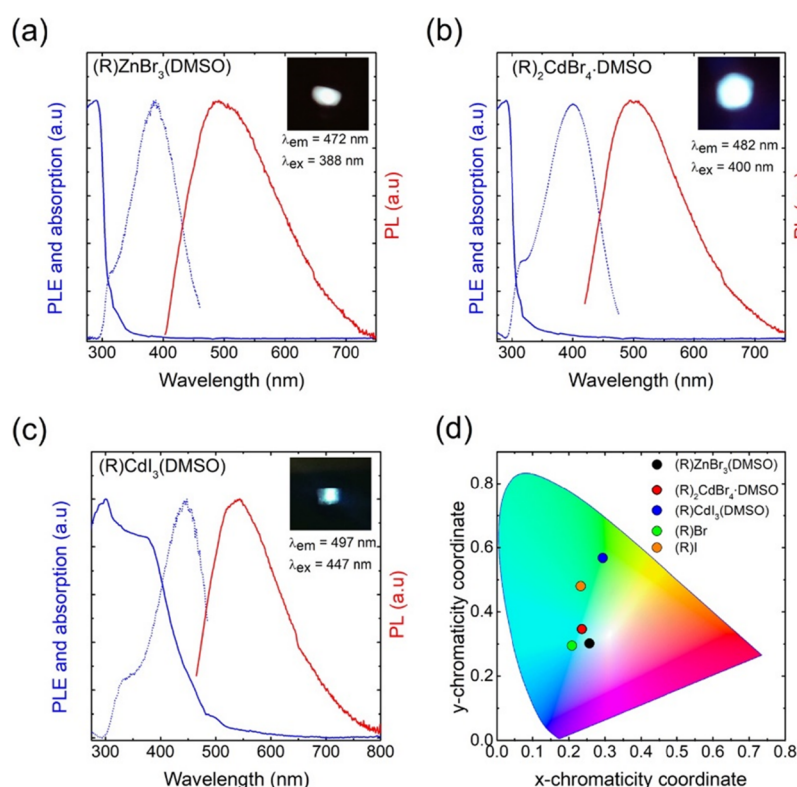 (a)
(R)ZnBr₃(DMSO)
λem = 472 nm
λex = 388 nm
PLE and absorption (a.u)
PL (a.u)
300 400 500 600 700
Wavelength (nm)
(b)
(R)₂CdBr₄·DMSO
λem = 482 nm
λex = 400 nm
PLE and absorption (a.u)
300 400 500 600 700
Wavelength (nm)
(c)
(R)CdI₃(DMSO)
λem = 497 nm
λex = 447 nm
PLE and absorption (a.u)
PL (a.u)
300 400 500 600 700 800
Wavelength (nm)
(d)
(R)ZnBr₃(DMSO)
(R)₂CdBr₄·DMSO
(R)CdI₃(DMSO)
(R)Br
(R)I
y-chromaticity coordinate
0.8
0.6
0.4
0.2
0.0
0.0 0.1 0.2 0.3 0.4 0.5 0.6 0.7 0.8
x-chromaticity coordinate